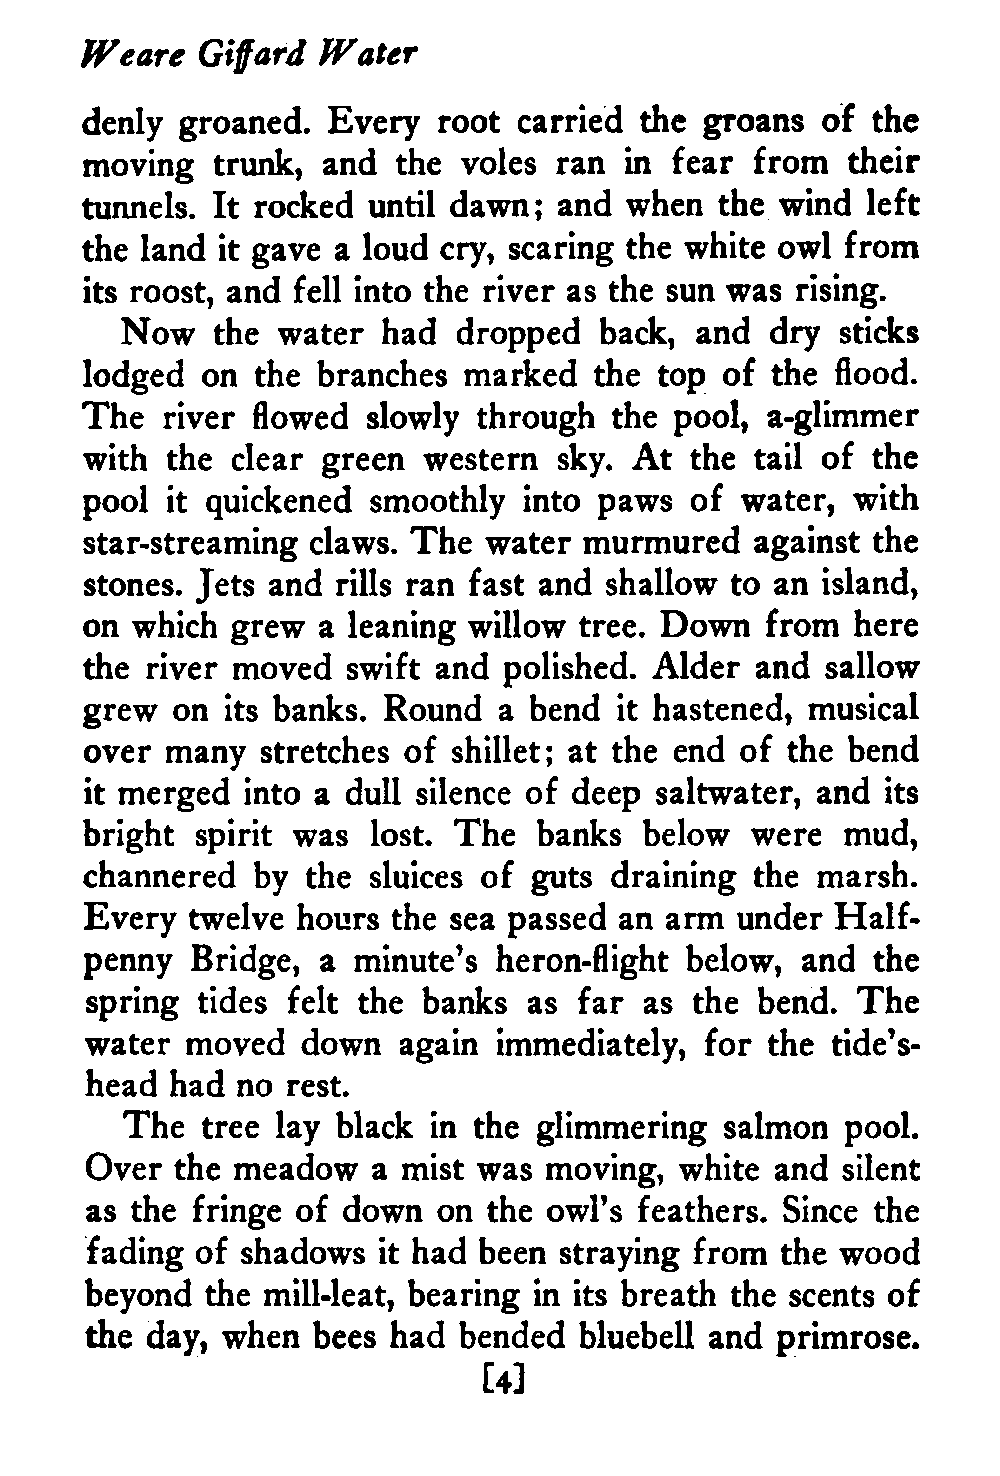 Weare Giffard Water
denly groaned. Every root carried the groans of the
moving trunk, and the voles ran in fear from their
tunnels. It rocked until dawn; and when the wind left
the land it gave a loud cry, scaring the white owl from
its roost, and fell into the river as the sun was rising.
Now the water had dropped back, and dry sticks
lodged on the branches marked the top of the flood.
The river flowed slowly through the pool, a-glimmer
with the clear green western sky. At the tail of the
pool it quickened smoothly into paws of water, with
star-streaming claws. The water murmured against the
stones. Jets and rills ran fast and shallow to an island,
on which grew a leaning willow tree. Down from here
the river moved swift and polished. Alder and sallow
grew on its banks. Round a bend it hastened, musical
over many stretches of shillet; at the end of the bend
it merged into a dull silence of deep saltwater, and its
bright spirit was lost. The banks below were mud,
channered by the sluices of guts draining the marsh.
Every twelve hours the sea passed an arm under Half-
penny Bridge, a minute's heron-flight below, and the
spring tides felt the banks as far as the bend. The
water moved down again immediately, for the tide's-
head had no rest.
The tree lay black in the glimmering salmon pool.
Over the meadow a mist was moving, white and silent
as the fringe of down on the owl's feathers. Since the
fading of shadows it had been straying from the wood
beyond the mill-leat, bearing in its breath the scents of
the day, when bees had bended bluebell and primrose.
[4]